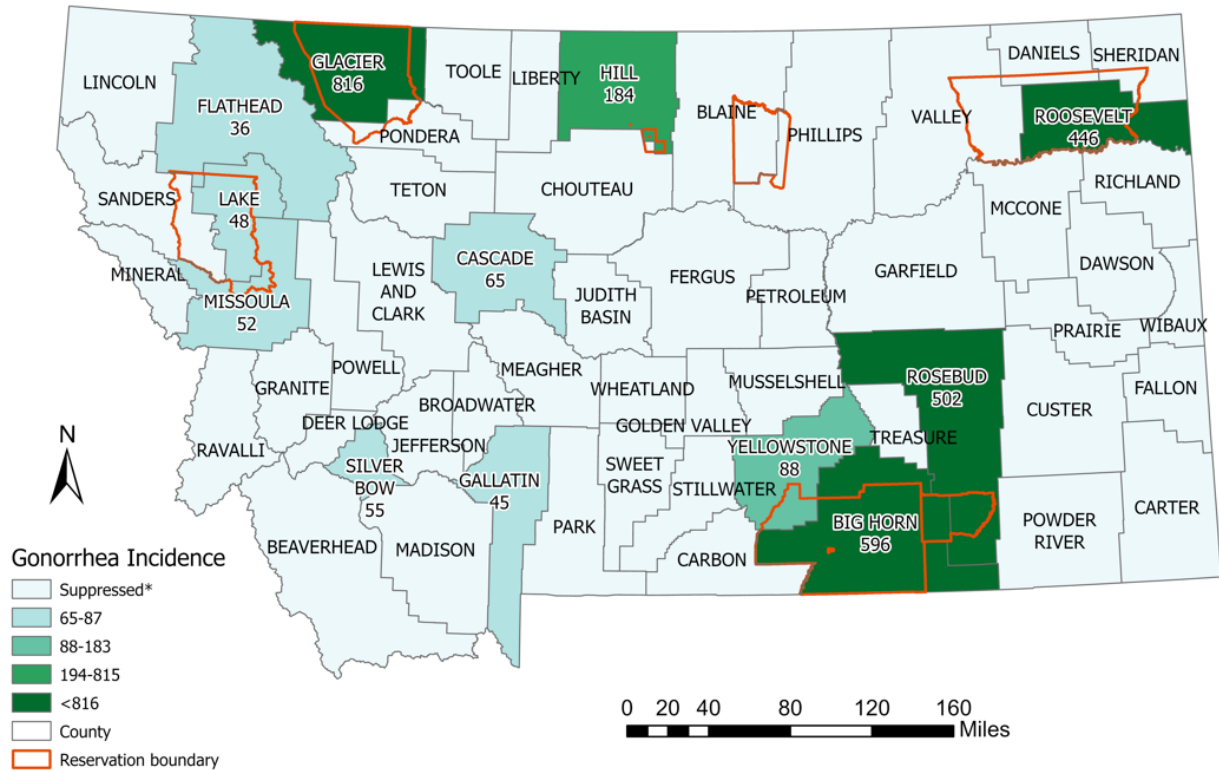 LINCOLN
FLATHEAD
36
GLACIER
816
TOOLE
LIBERTY
HILL
184
BLAINE
PHILLIPS
VALLEY
DANIELS
SHERIDAN
ROOSEVELT
446
PONDERA
SANDERS
LAKE
48
TETON
CHOUTEAU
RICHLAND
MCCONE
MINERAL
MISSOULA
52
LEWIS
AND
CLARK
CASCADE
65
JUDITH
BASIN
FERGUS
PETROLEUM
GARFIELD
DAWSON
PRAIRIE
WIBAUX
POWELL
GRANITE
MEAGHER
WHEATLAND
MUSSELSHELL
ROSEBUD
502
CUSTER
FALLON
RAVALLI
DEER LODGE
BROADWATER
JEFFERSON
GOLDEN VALLEY
YELLOWSTONE
88
TREASURE
SILVER
BOW
55
GALLATIN
45
SWEET
GRASS
STILLWATER
BEAVERHEAD
MADISON
PARK
CARBON
BIG HORN
596
POWDER
RIVER
CARTER
N
Gonorrhea Incidence
Suppressed*
65-87
88-183
194-815
<816
County
Reservation boundary
0 20 40 80 120 160
Miles